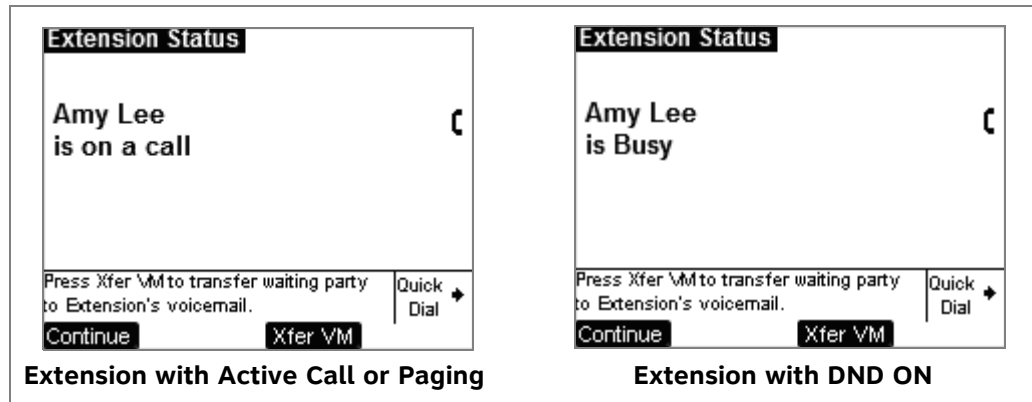 Extension Status
Amy Lee
is on a call
Press Xfer VM to transfer waiting party
to Extension's voicemail.
Quick
Dial
Continue
Xfer VM
Extension with Active Call or Paging
Extension Status
Amy Lee
is Busy
Press Xfer VM to transfer waiting party
to Extension's voicemail.
Quick
Dial
Continue
Xfer VM
Extension with DND ON